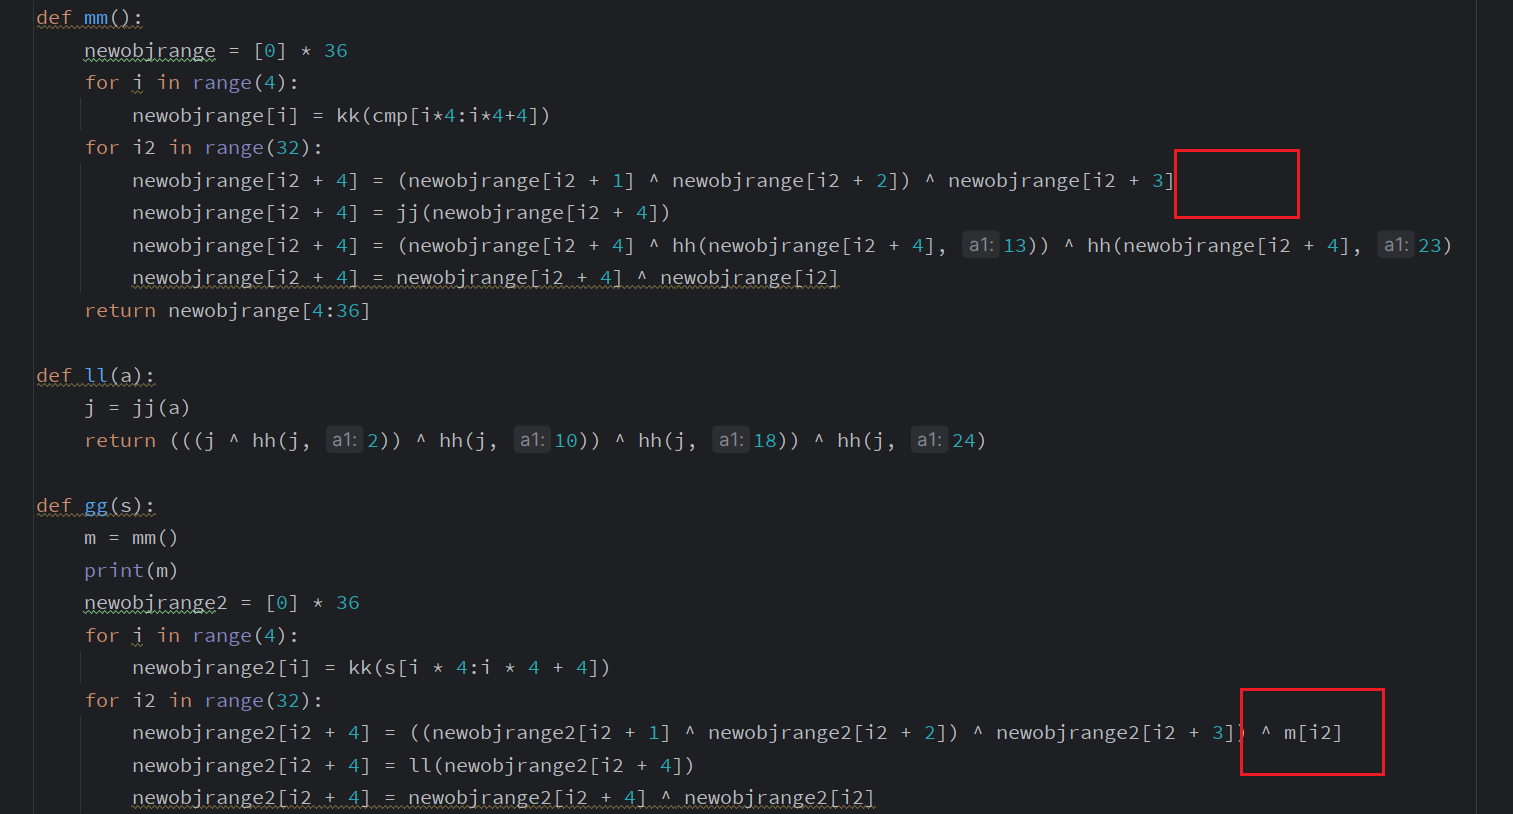 def mm():
    newobjrange = [0] * 36
    for i in range(4):
        newobjrange[i] = kk(cmp[i*4:i*4+4])
    for i2 in range(32):
        newobjrange[i2 + 4] = (newobjrange[i2 + 1] ^ newobjrange[i2 + 2]) ^ newobjrange[i2 + 3]
        newobjrange[i2 + 4] = jj(newobjrange[i2 + 4])
        newobjrange[i2 + 4] = (newobjrange[i2 + 4] ^ hh(newobjrange[i2 + 4], a1: 13)) ^ hh(newobjrange[i2 + 4], a1: 23)
        newobjrange[i2 + 4] = newobjrange[i2 + 4] ^ newobjrange[i2]
    return newobjrange[4:36]
def ll(a):
    j = jj(a)
    return (((j ^ hh(j, a1: 2)) ^ hh(j, a1: 10)) ^ hh(j, a1: 18)) ^ hh(j, a1: 24)
def gg(s):
    m = mm()
    print(m)
    newobjrange2 = [0] * 36
    for i in range(4):
        newobjrange2[i] = kk(s[i * 4:i * 4 + 4])
    for i2 in range(32):
        newobjrange2[i2 + 4] = ((newobjrange2[i2 + 1] ^ newobjrange2[i2 + 2]) ^ newobjrange2[i2 + 3]) ^ m[i2]
        newobjrange2[i2 + 4] = ll(newobjrange2[i2 + 4])
        newobjrange2[i2 + 4] = newobjrange2[i2 + 4] ^ newobjrange2[i2]